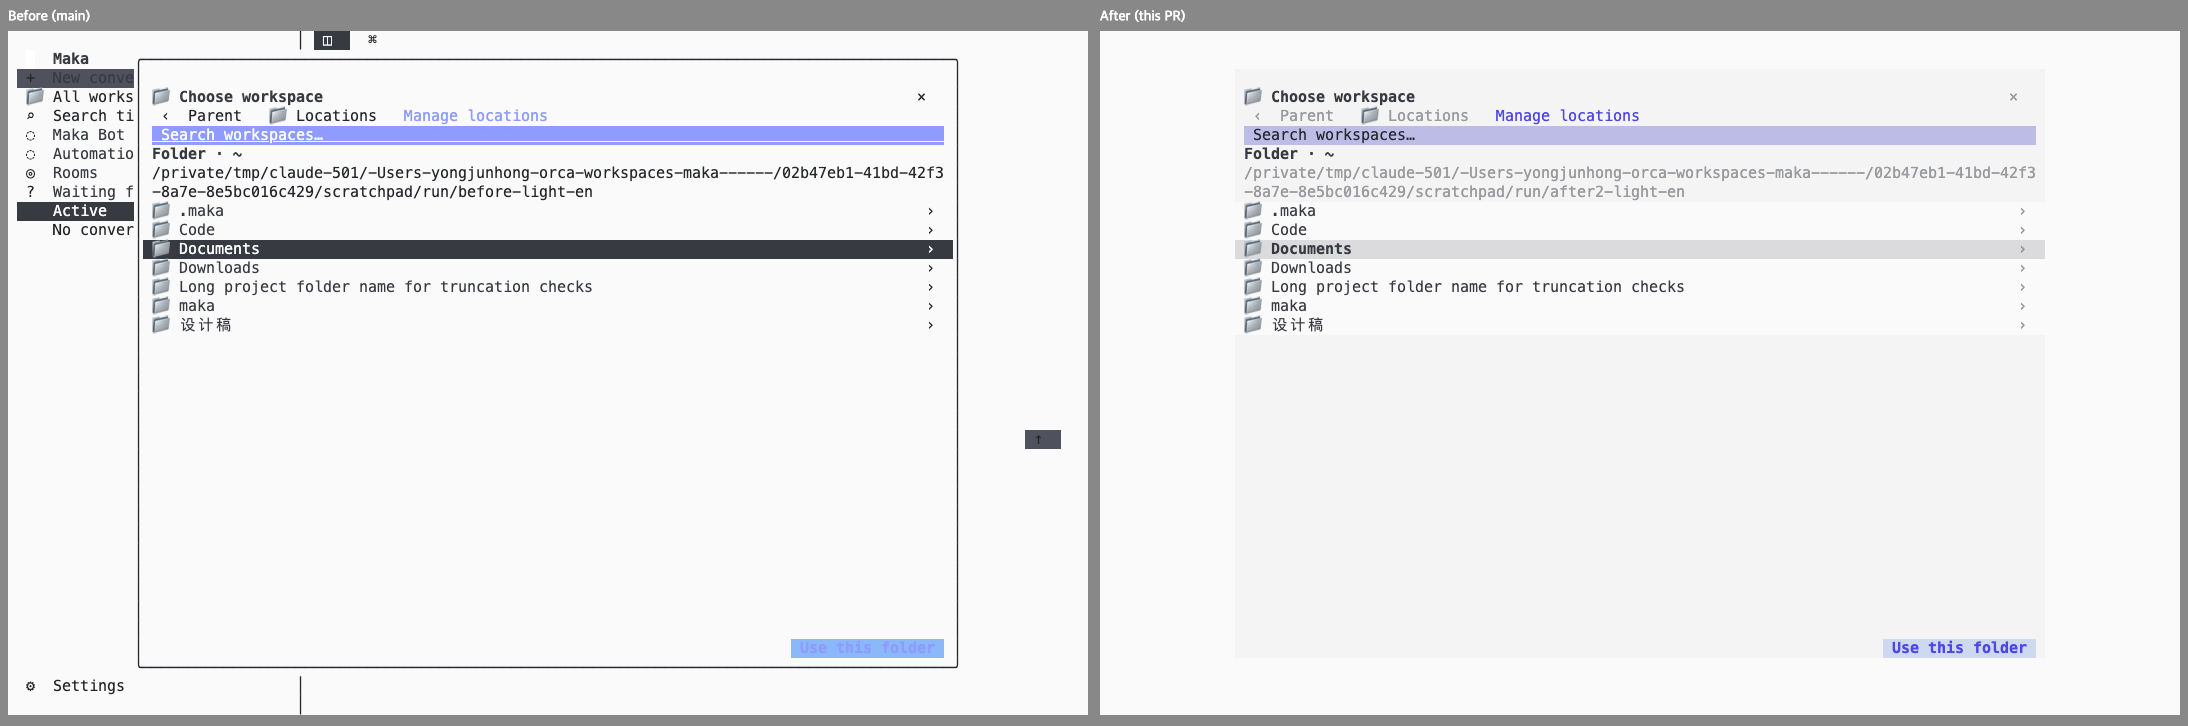 Before (main)
⌘
Maka
+ New conve
All works
⌕ Search ti
Maka Bot
Automatio
◎ Rooms
? Waiting f
Active
No conver
⚙ Settings
Choose workspace ×
‹ Parent Locations Manage locations
Search workspaces…
Folder · ~
/private/tmp/claude-501/-Users-yongjunhong-orca-workspaces-maka------/02b47eb1-41bd-42f3
-8a7e-8e5bc016c429/scratchpad/run/before-light-en
.maka ›
Code ›
Documents ›
Downloads ›
Long project folder name for truncation checks ›
maka ›
设计稿 ›
↑
Use this folder
After (this PR)
Choose workspace ×
‹ Parent Locations Manage locations
Search workspaces…
Folder · ~
/private/tmp/claude-501/-Users-yongjunhong-orca-workspaces-maka------/02b47eb1-41bd-42f3
-8a7e-8e5bc016c429/scratchpad/run/after2-light-en
.maka ›
Code ›
Documents ›
Downloads ›
Long project folder name for truncation checks ›
maka ›
设计稿 ›
Use this folder